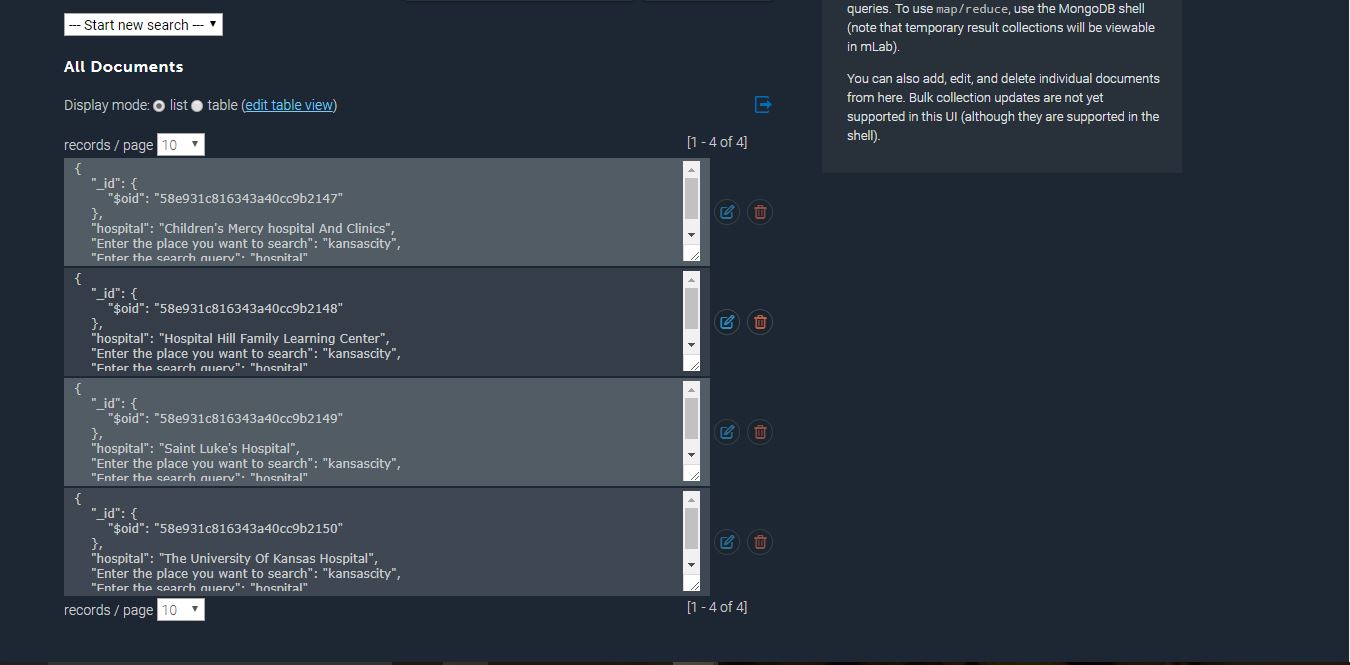 --- Start new search ---
All Documents
Display mode: list table (edit table view)
records / page 10
[1 - 4 of 4]
{
"_id": {
"$oid": "58e931c816343a40cc9b2147"
},
"hospital": "Children's Mercy hospital And Clinics",
"Enter the place you want to search": "kansascity",
"Enter the search query": "hospital"
{
"_id": {
"$oid": "58e931c816343a40cc9b2148"
},
"hospital": "Hospital Hill Family Learning Center",
"Enter the place you want to search": "kansascity",
"Enter the search query": "hospital"
{
"_id": {
"$oid": "58e931c816343a40cc9b2149"
},
"hospital": "Saint Luke's Hospital",
"Enter the place you want to search": "kansascity",
"Enter the search query": "hospital"
{
"_id": {
"$oid": "58e931c816343a40cc9b2150"
},
"hospital": "The University Of Kansas Hospital",
"Enter the place you want to search": "kansascity",
"Enter the search query": "hospital"
records / page 10
[1 - 4 of 4]
queries. To use map/reduce, use the MongoDB shell
(note that temporary result collections will be viewable
in mLab).
You can also add, edit, and delete individual documents
from here. Bulk collection updates are not yet
supported in this UI (although they are supported in the
shell).